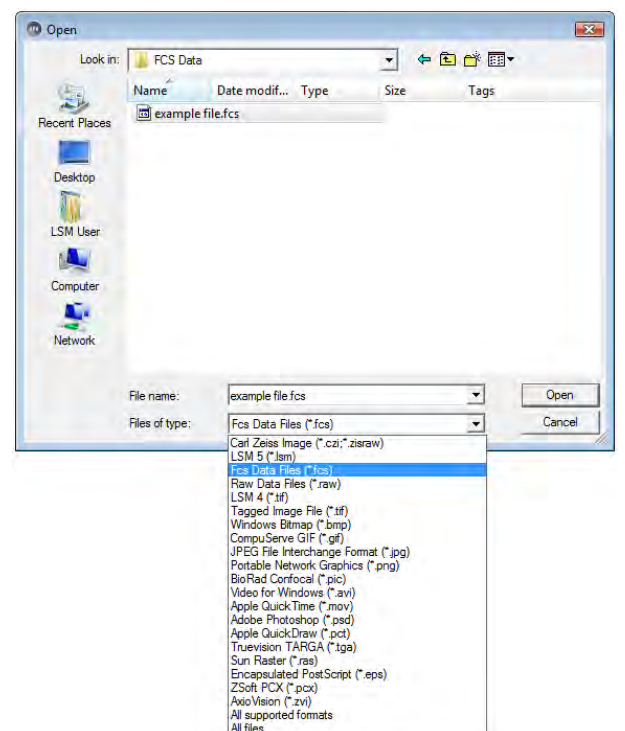 Open
Look in: FCS Data
Name Date modif... Type Size Tags
example file.fcs
Recent Places
Desktop
LSM User
Computer
Network
File name: example file.fcs Open
Files of type: Fcs Data Files (*.fcs) Cancel
Carl Zeiss Image (*.czi;*.zisraw)
LSM 5 (*.lsm)
Fcs Data Files (*.fcs)
Raw Data Files (*.raw)
LSM 4 (*.tif)
Tagged Image File (*.tif)
Windows Bitmap (*.bmp)
CompuServe GIF (*.gif)
JPEG File Interchange Format (*.jpg)
Portable Network Graphics (*.png)
BioRad Confocal (*.pic)
Video for Windows (*.avi)
Apple QuickTime (*.mov)
Adobe Photoshop (*.psd)
Apple QuickDraw (*.pct)
Truevision TARGA (*.tga)
Sun Raster (*.ras)
Encapsulated PostScript (*.eps)
ZSoft PCX (*.pcx)
AxioVision (*.zvi)
All supported formats
All files